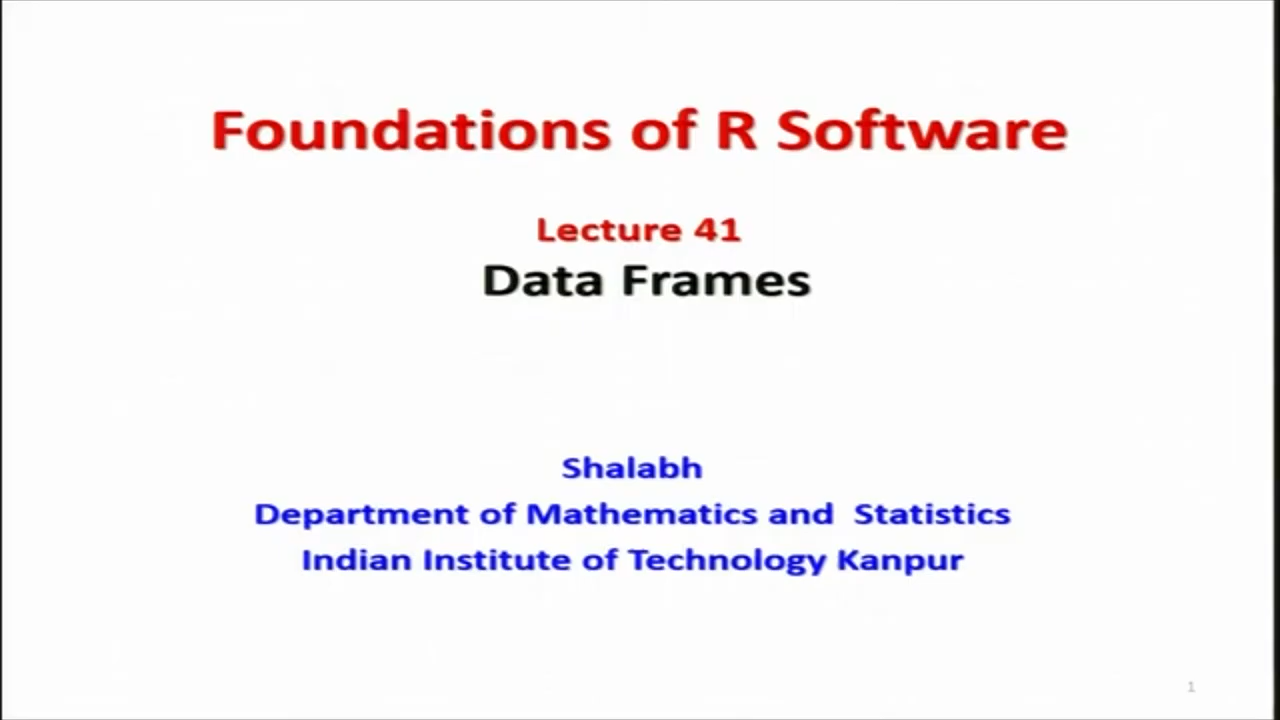 Foundations of R Software
Lecture 41
Data Frames
Shalabh
Department of Mathematics and Statistics
Indian Institute of Technology Kanpur
1